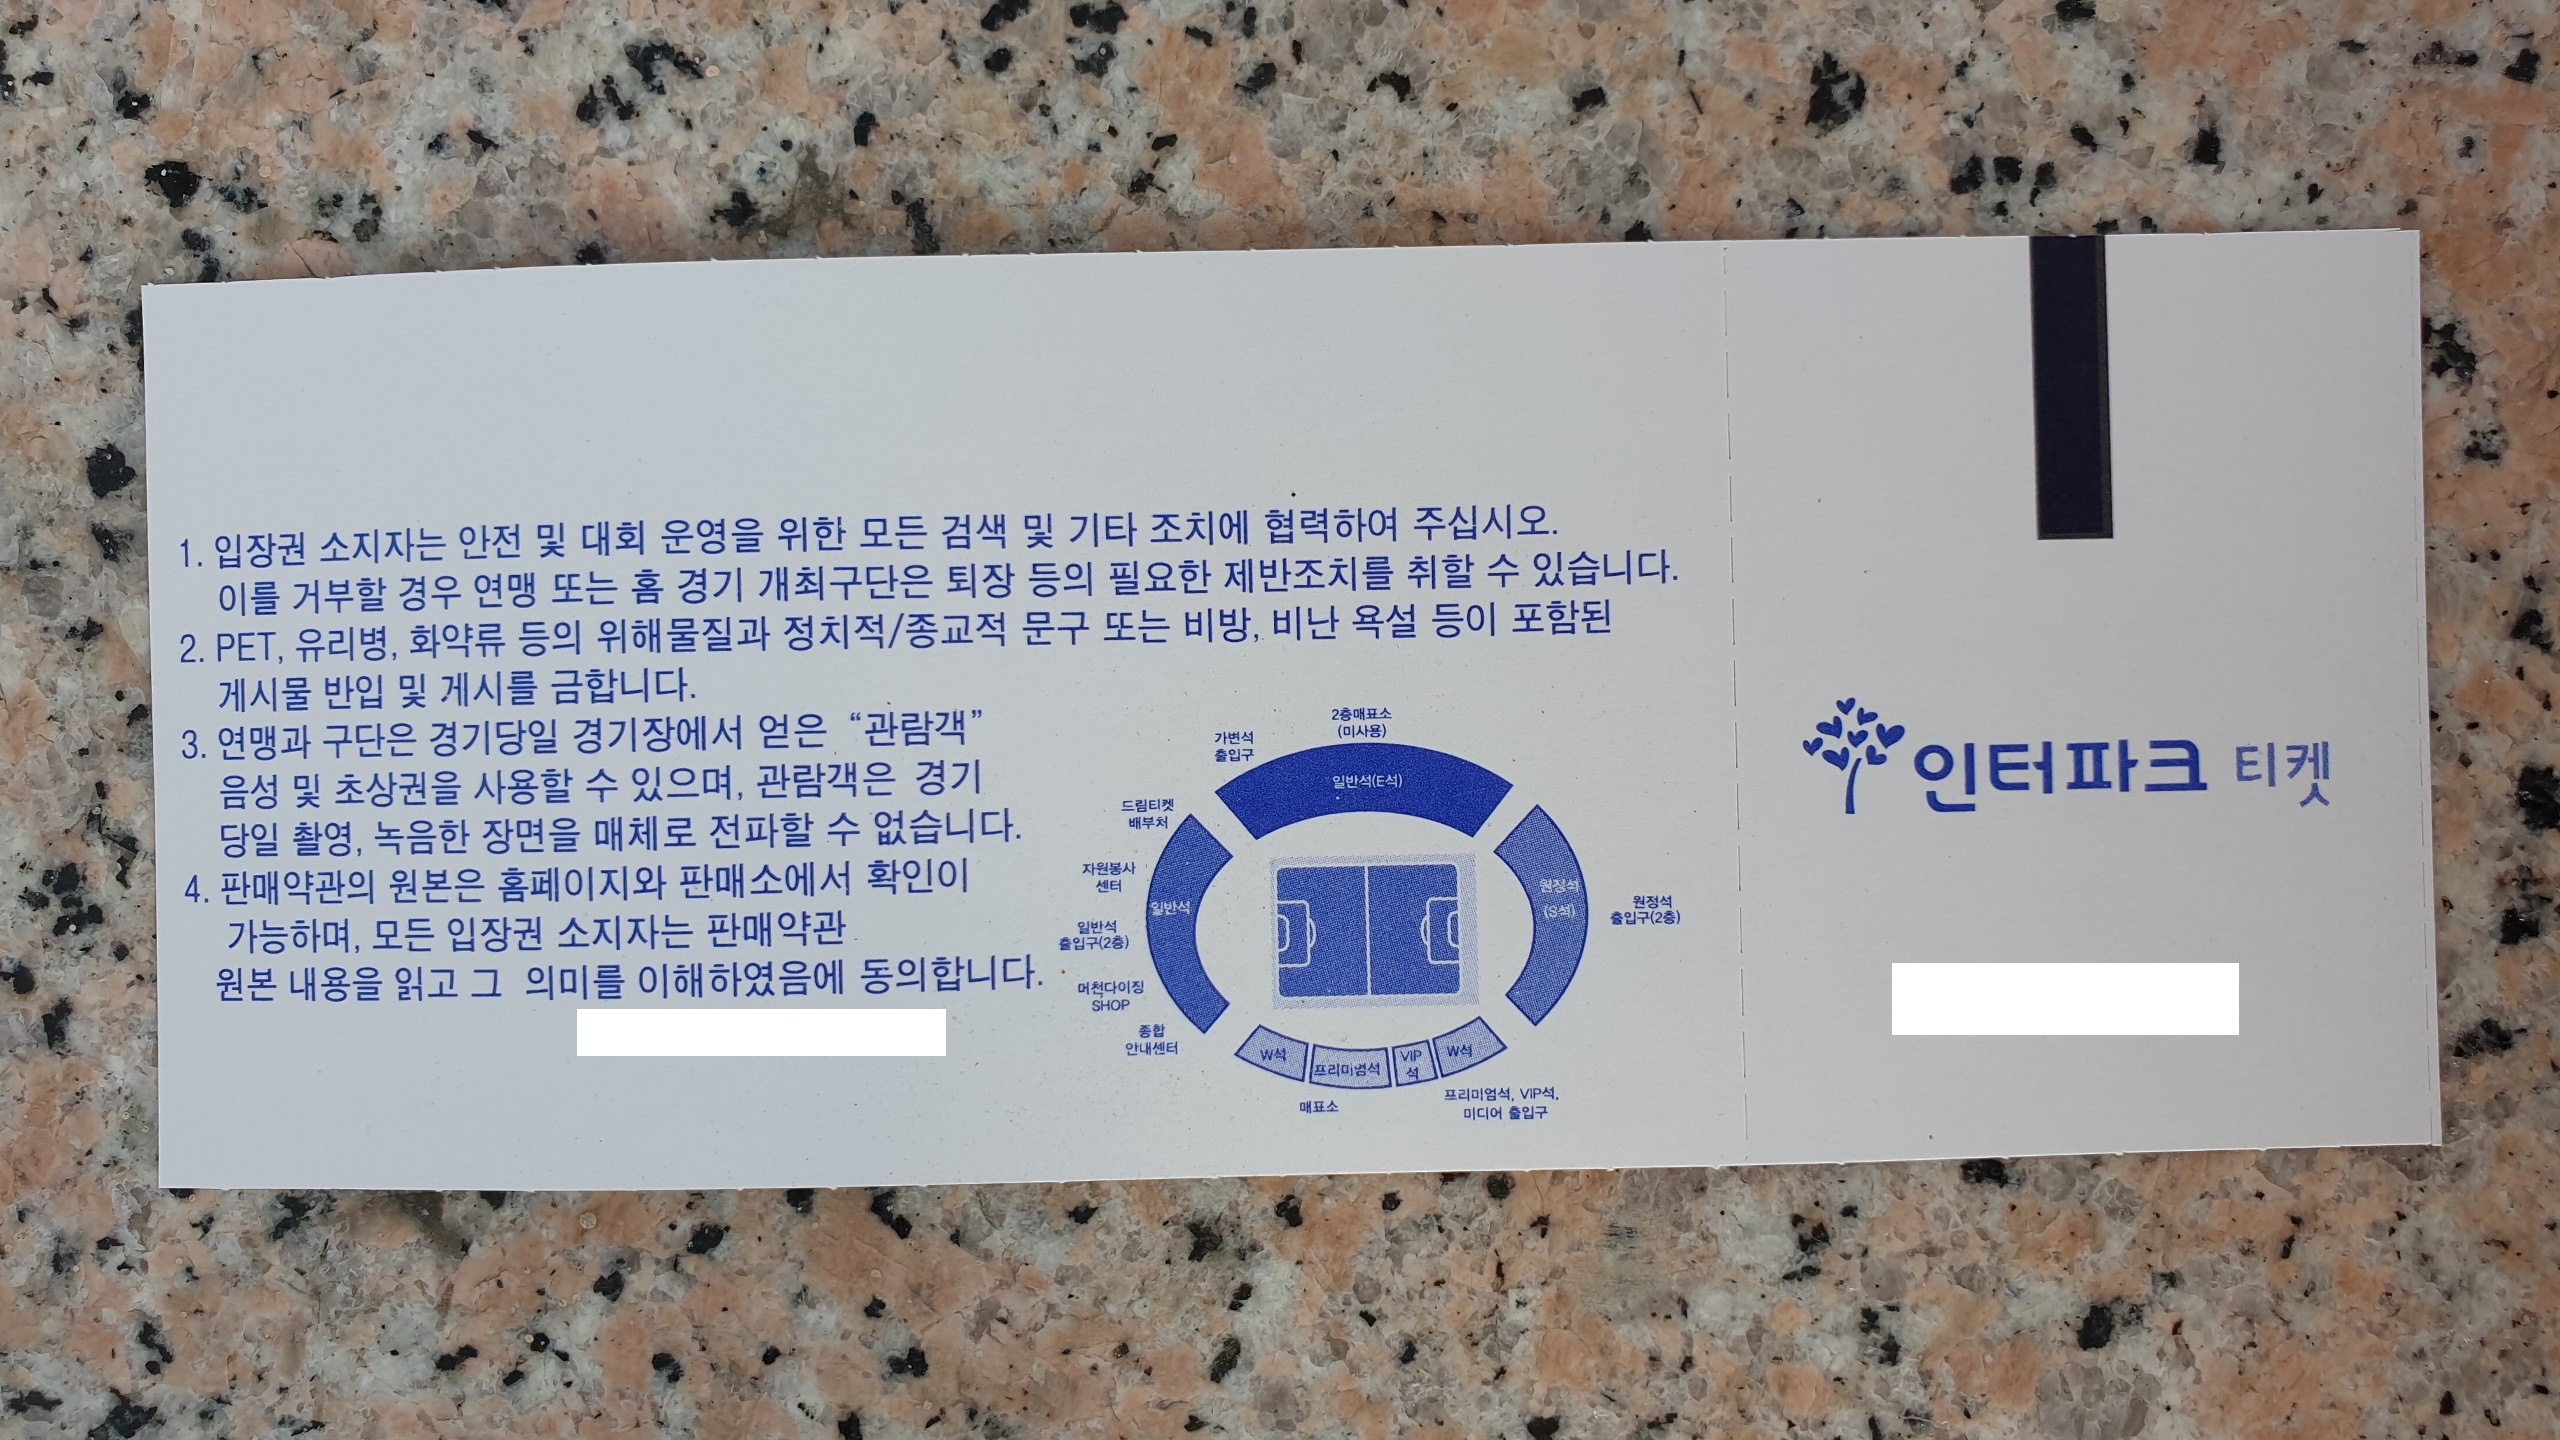 1. 입장권 소지자는 안전 및 대회 운영을 위한 모든 검색 및 기타 조치에 협력하여 주십시오.
이를 거부할 경우 연맹 또는 홈 경기 개최구단은 퇴장 등의 필요한 제반조치를 취할 수 있습니다.
2. PET, 유리병, 화약류 등의 위해물질과 정치적/종교적 문구 또는 비방, 비난 욕설 등이 포함된
게시물 반입 및 게시를 금합니다.
3. 연맹과 구단은 경기당일 경기장에서 얻은 “관람객”
음성 및 초상권을 사용할 수 있으며, 관람객은 경기
당일 촬영, 녹음한 장면을 매체로 전파할 수 없습니다.
4. 판매약관의 원본은 홈페이지와 판매소에서 확인이
가능하며, 모든 입장권 소지자는 판매약관
원본 내용을 읽고 그 의미를 이해하였음에 동의합니다.
2층매표소
(미사용)
가변석
출입구
일반석(E석)
드림티켓
배부처
자원봉사
센터
일반석
일반석
출입구(2층)
머천다이징
SHOP
종합
안내센터
원정석
(S석)
원정석
출입구(2층)
W석
프리미엄석
VIP
석
W석
매표소
프리미엄석, VIP석,
미디어 출입구
인터파크 티켓